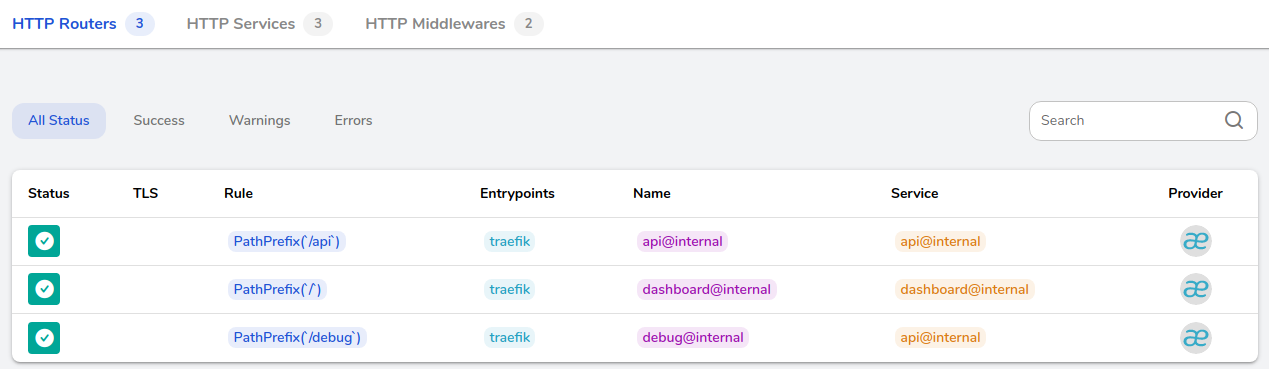 HTTP Routers 3 HTTP Services 3 HTTP Middlewares 2
All Status Success Warnings Errors Search
Status TLS Rule Entrypoints Name Service Provider
PathPrefix(`/api`) traefik api@internal api@internal æ
PathPrefix(`/`) traefik dashboard@internal dashboard@internal æ
PathPrefix(`/debug`) traefik debug@internal api@internal æ